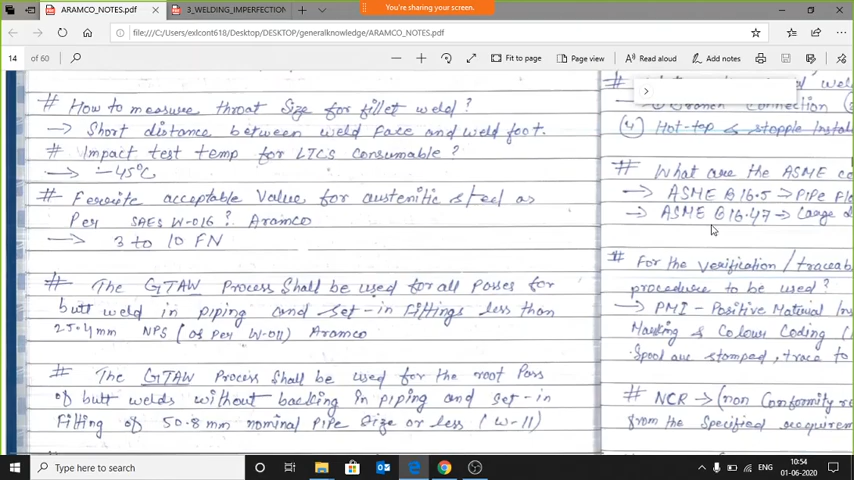 You're sharing your screen.
ARAMCO_NOTES.pdf
3_WELDING_IMPERFECTION
file:///C:/Users/exlcont618/Desktop/DESKTOP/generalknowledge/ARAMCO_NOTES.pdf
14 of 60
Fit to page
Page view
Read aloud
Add notes
# How to measure throat size for fillet weld?
→ Short distance between weld face and weld foot.
# Impact test temp for LTCS consumable?
→ -45°C
# Ferrite acceptable value for austenitic steel as
Per SAES W-016? Aramco
→ 3 to 10 FN
# The GTAW Process shall be used for all passes for
butt weld in piping and set-in fittings less than
25.4mm NPS (as per W-011) Aramco
# The GTAW Process shall be used for the root pass
of butt welds without backing in piping and set-in
Fitting of 50.8 mm nominal pipe size or less (W-11)
Connection
(4) Hot-tap & stopple Instal
# What are the ASME co
→ ASME B16.5 → Pipe Fl
→ ASME B16.47 → Large
# For the verification/traceab
procedure to be used?
→ PMI - Positive Material Ins
Marking & Colour Coding (
Spool are stamped, trace to
# NCR → (non Conformity re
from the Specified requirem
Type here to search
ENG
10:54
01-06-2020